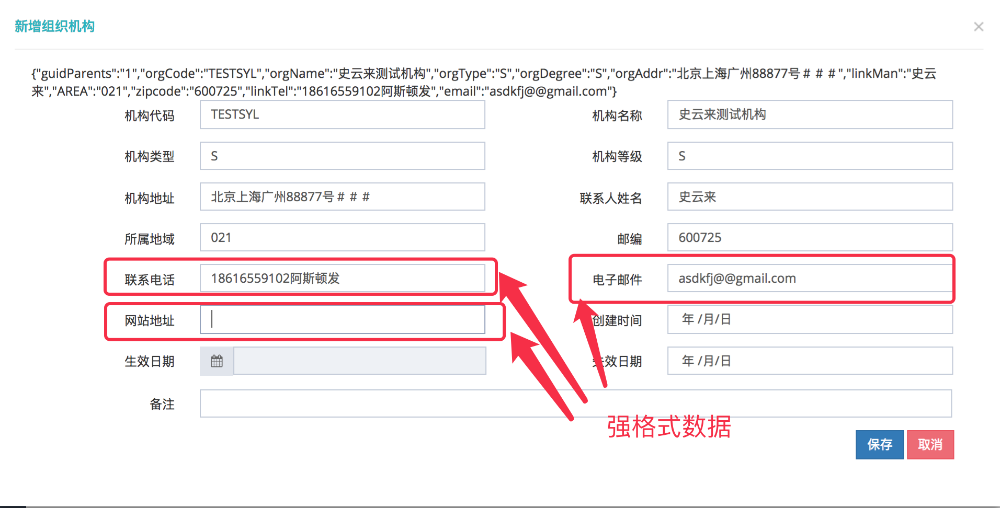 新增组织机构
×
{"guidParents":"1","orgCode":"TESTSYL","orgName":"史云来测试机构","orgType":"S","orgDegree":"S","orgAddr":"北京上海广州88877号＃＃＃","linkMan":"史云
来","AREA":"021","zipcode":"600725","linkTel":"18616559102阿斯顿发","email":"asdkfj@@gmail.com"}
机构代码 TESTSYL 机构名称 史云来测试机构
机构类型 S 机构等级 S
机构地址 北京上海广州88877号＃＃＃ 联系人姓名 史云来
所属地域 021 邮编 600725
联系电话 18616559102阿斯顿发 电子邮件 asdkfj@@gmail.com
网站地址 创建时间 年 /月/日
生效日期 失效日期 年 /月/日
备注
强格式数据
保存 取消